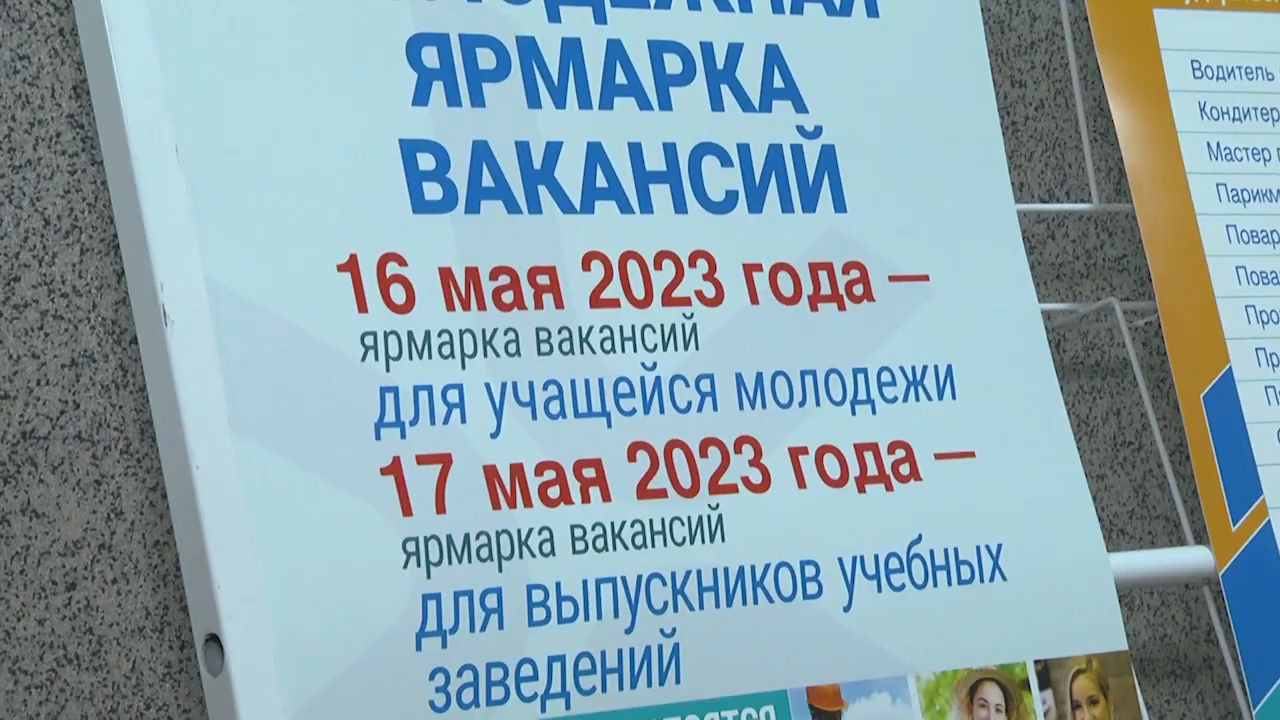 ЯРМАРКА
ВАКАНСИЙ
16 мая 2023 года —
ярмарка вакансий
для учащейся молодежи
17 мая 2023 года —
ярмарка вакансий
для выпускников учебных
заведений
Водитель
Кондитер
Мастер
Повар